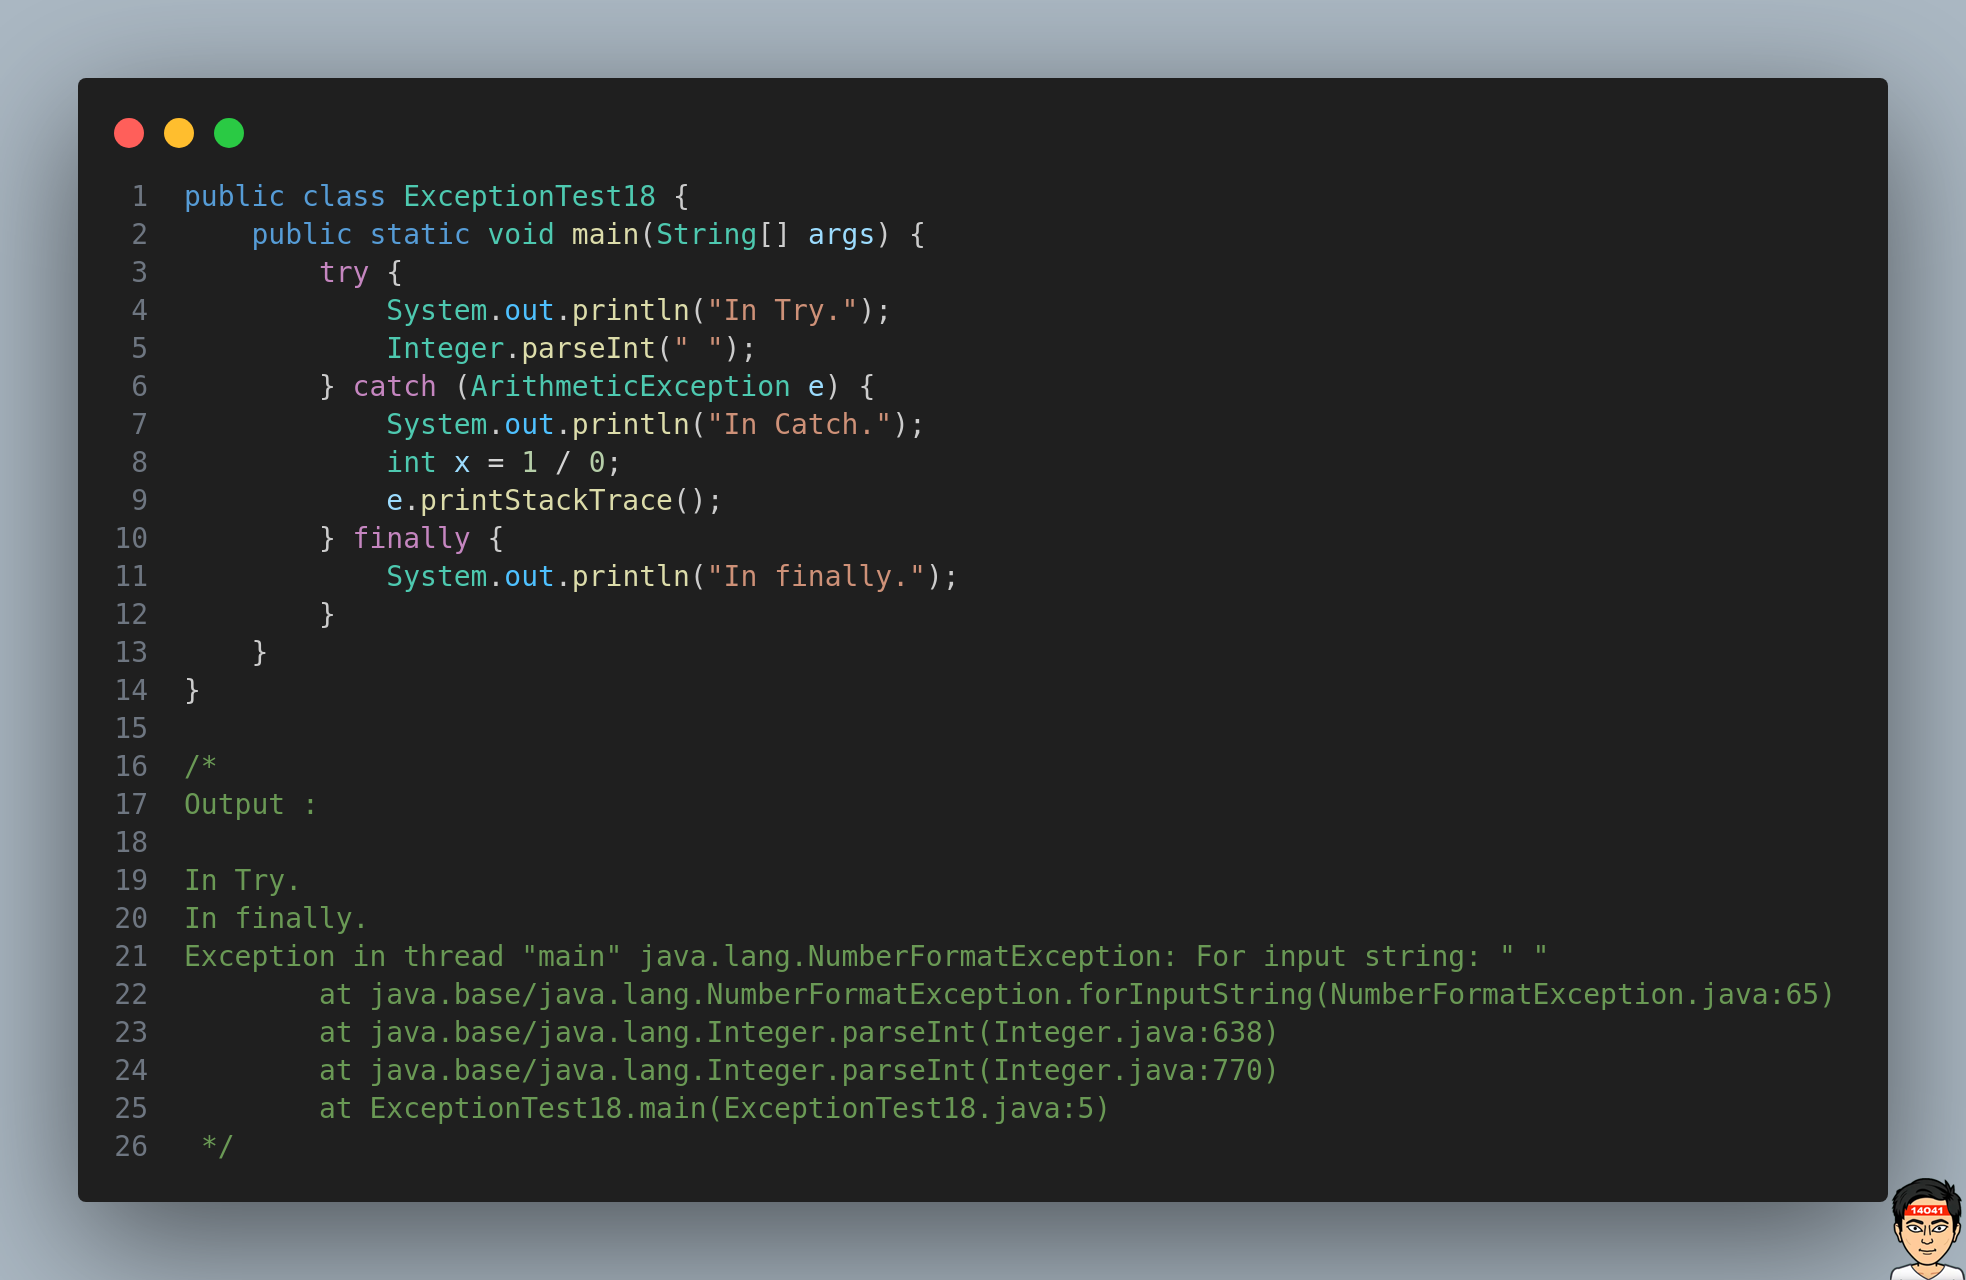 1 public class ExceptionTest18 {
2     public static void main(String[] args) {
3         try {
4             System.out.println("In Try.");
5             Integer.parseInt(" ");
6         } catch (ArithmeticException e) {
7             System.out.println("In Catch.");
8             int x = 1 / 0;
9             e.printStackTrace();
10         } finally {
11             System.out.println("In finally.");
12         }
13     }
14 }
15
16 /*
17 Output :
18
19 In Try.
20 In finally.
21 Exception in thread "main" java.lang.NumberFormatException: For input string: " "
22         at java.base/java.lang.NumberFormatException.forInputString(NumberFormatException.java:65)
23         at java.base/java.lang.Integer.parseInt(Integer.java:638)
24         at java.base/java.lang.Integer.parseInt(Integer.java:770)
25         at ExceptionTest18.main(ExceptionTest18.java:5)
26  */
14041